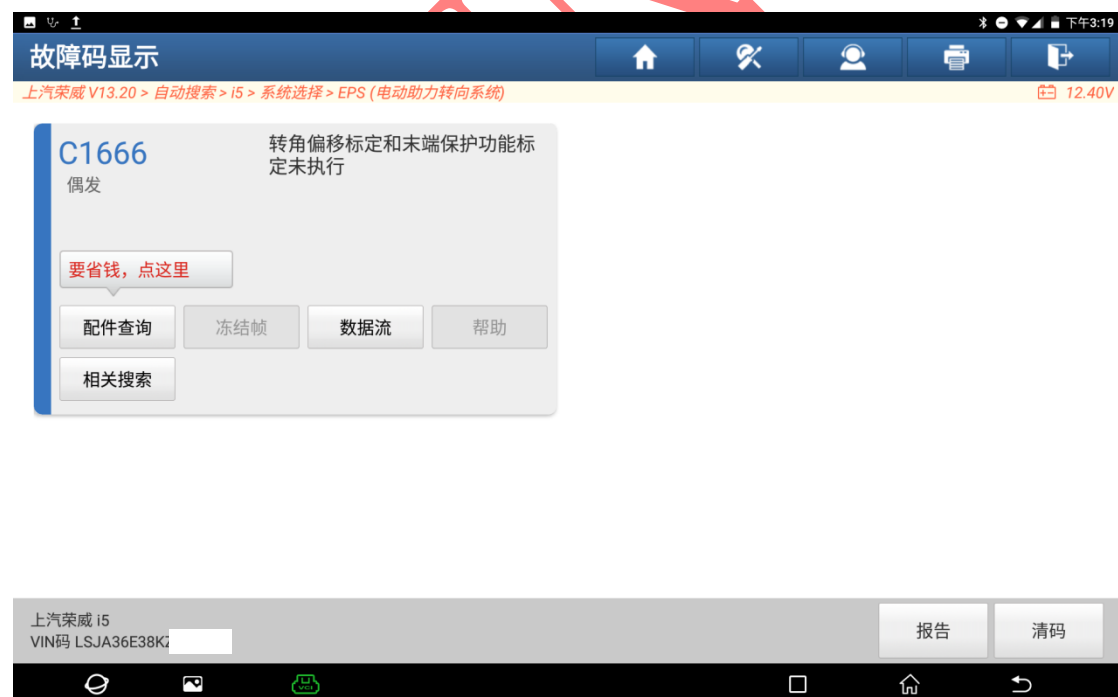 下午3:19
故障码显示
上汽荣威 V13.20 > 自动搜索 > i5 > 系统选择 > EPS (电动助力转向系统)
12.40V
C1666
转角偏移标定和末端保护功能标
定未执行
偶发
要省钱，点这里
配件查询 冻结帧 数据流 帮助
相关搜索
上汽荣威 i5
VIN码 LSJA36E38KZ
报告 清码
VCI